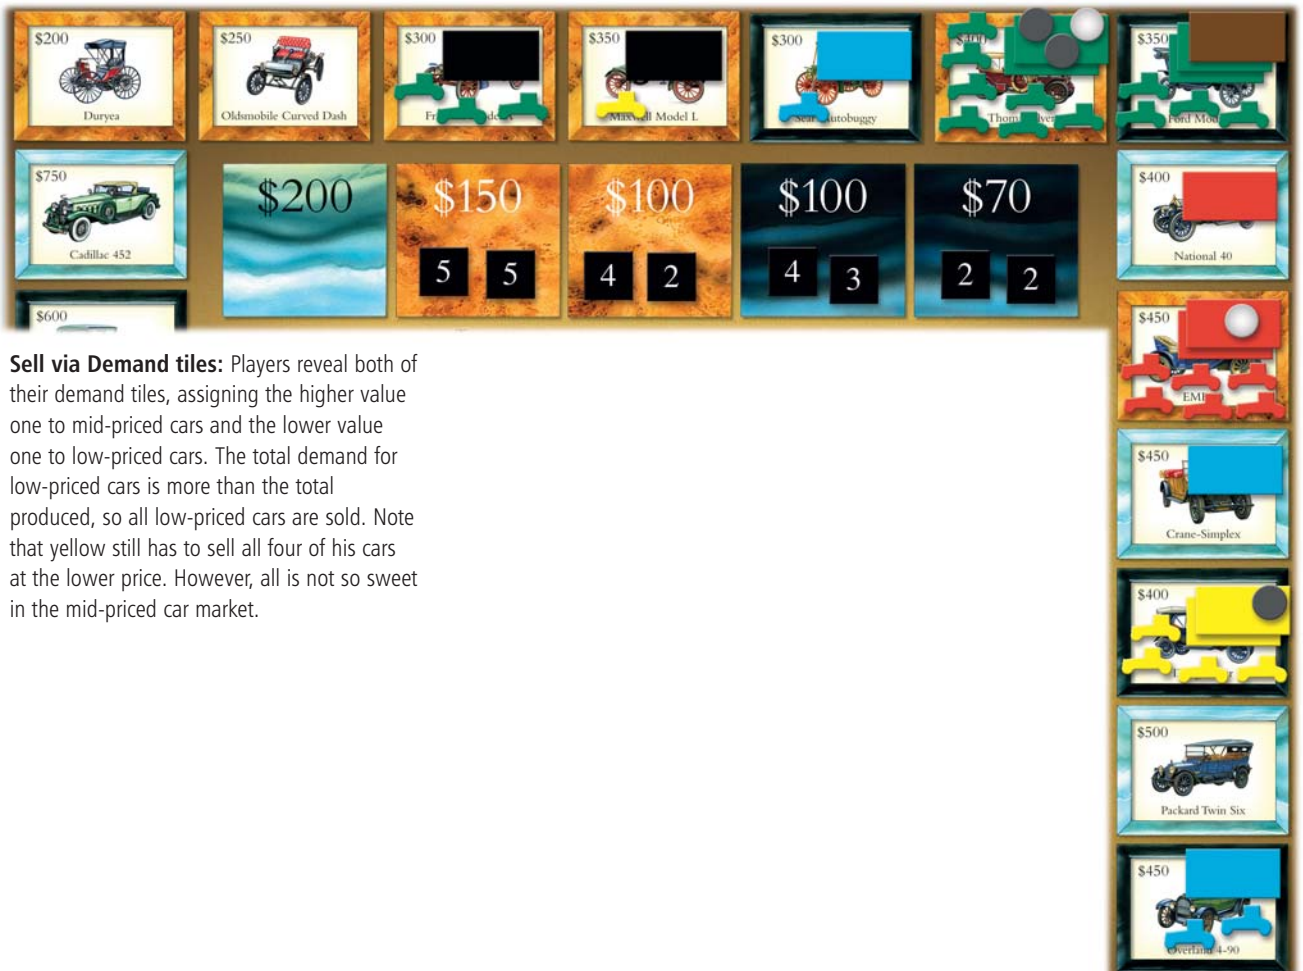 $200
$250
$300
$350
$300
$400
$350
Duryea
Oldsmobile Curved Dash
Maxwell Model L
Autobuggy
$750
Cadillac 452
$200
$150
$100
$100
$70
5
5
4
2
4
3
2
2
$400
National 40
$600
$450
Sell via Demand tiles: Players reveal both of
their demand tiles, assigning the higher value
one to mid-priced cars and the lower value
one to low-priced cars. The total demand for
low-priced cars is more than the total
produced, so all low-priced cars are sold. Note
that yellow still has to sell all four of his cars
at the lower price. However, all is not so sweet
in the mid-priced car market.
$450
Crane-Simplex
$400
$500
Packard Twin Six
$450
Overland 4-90